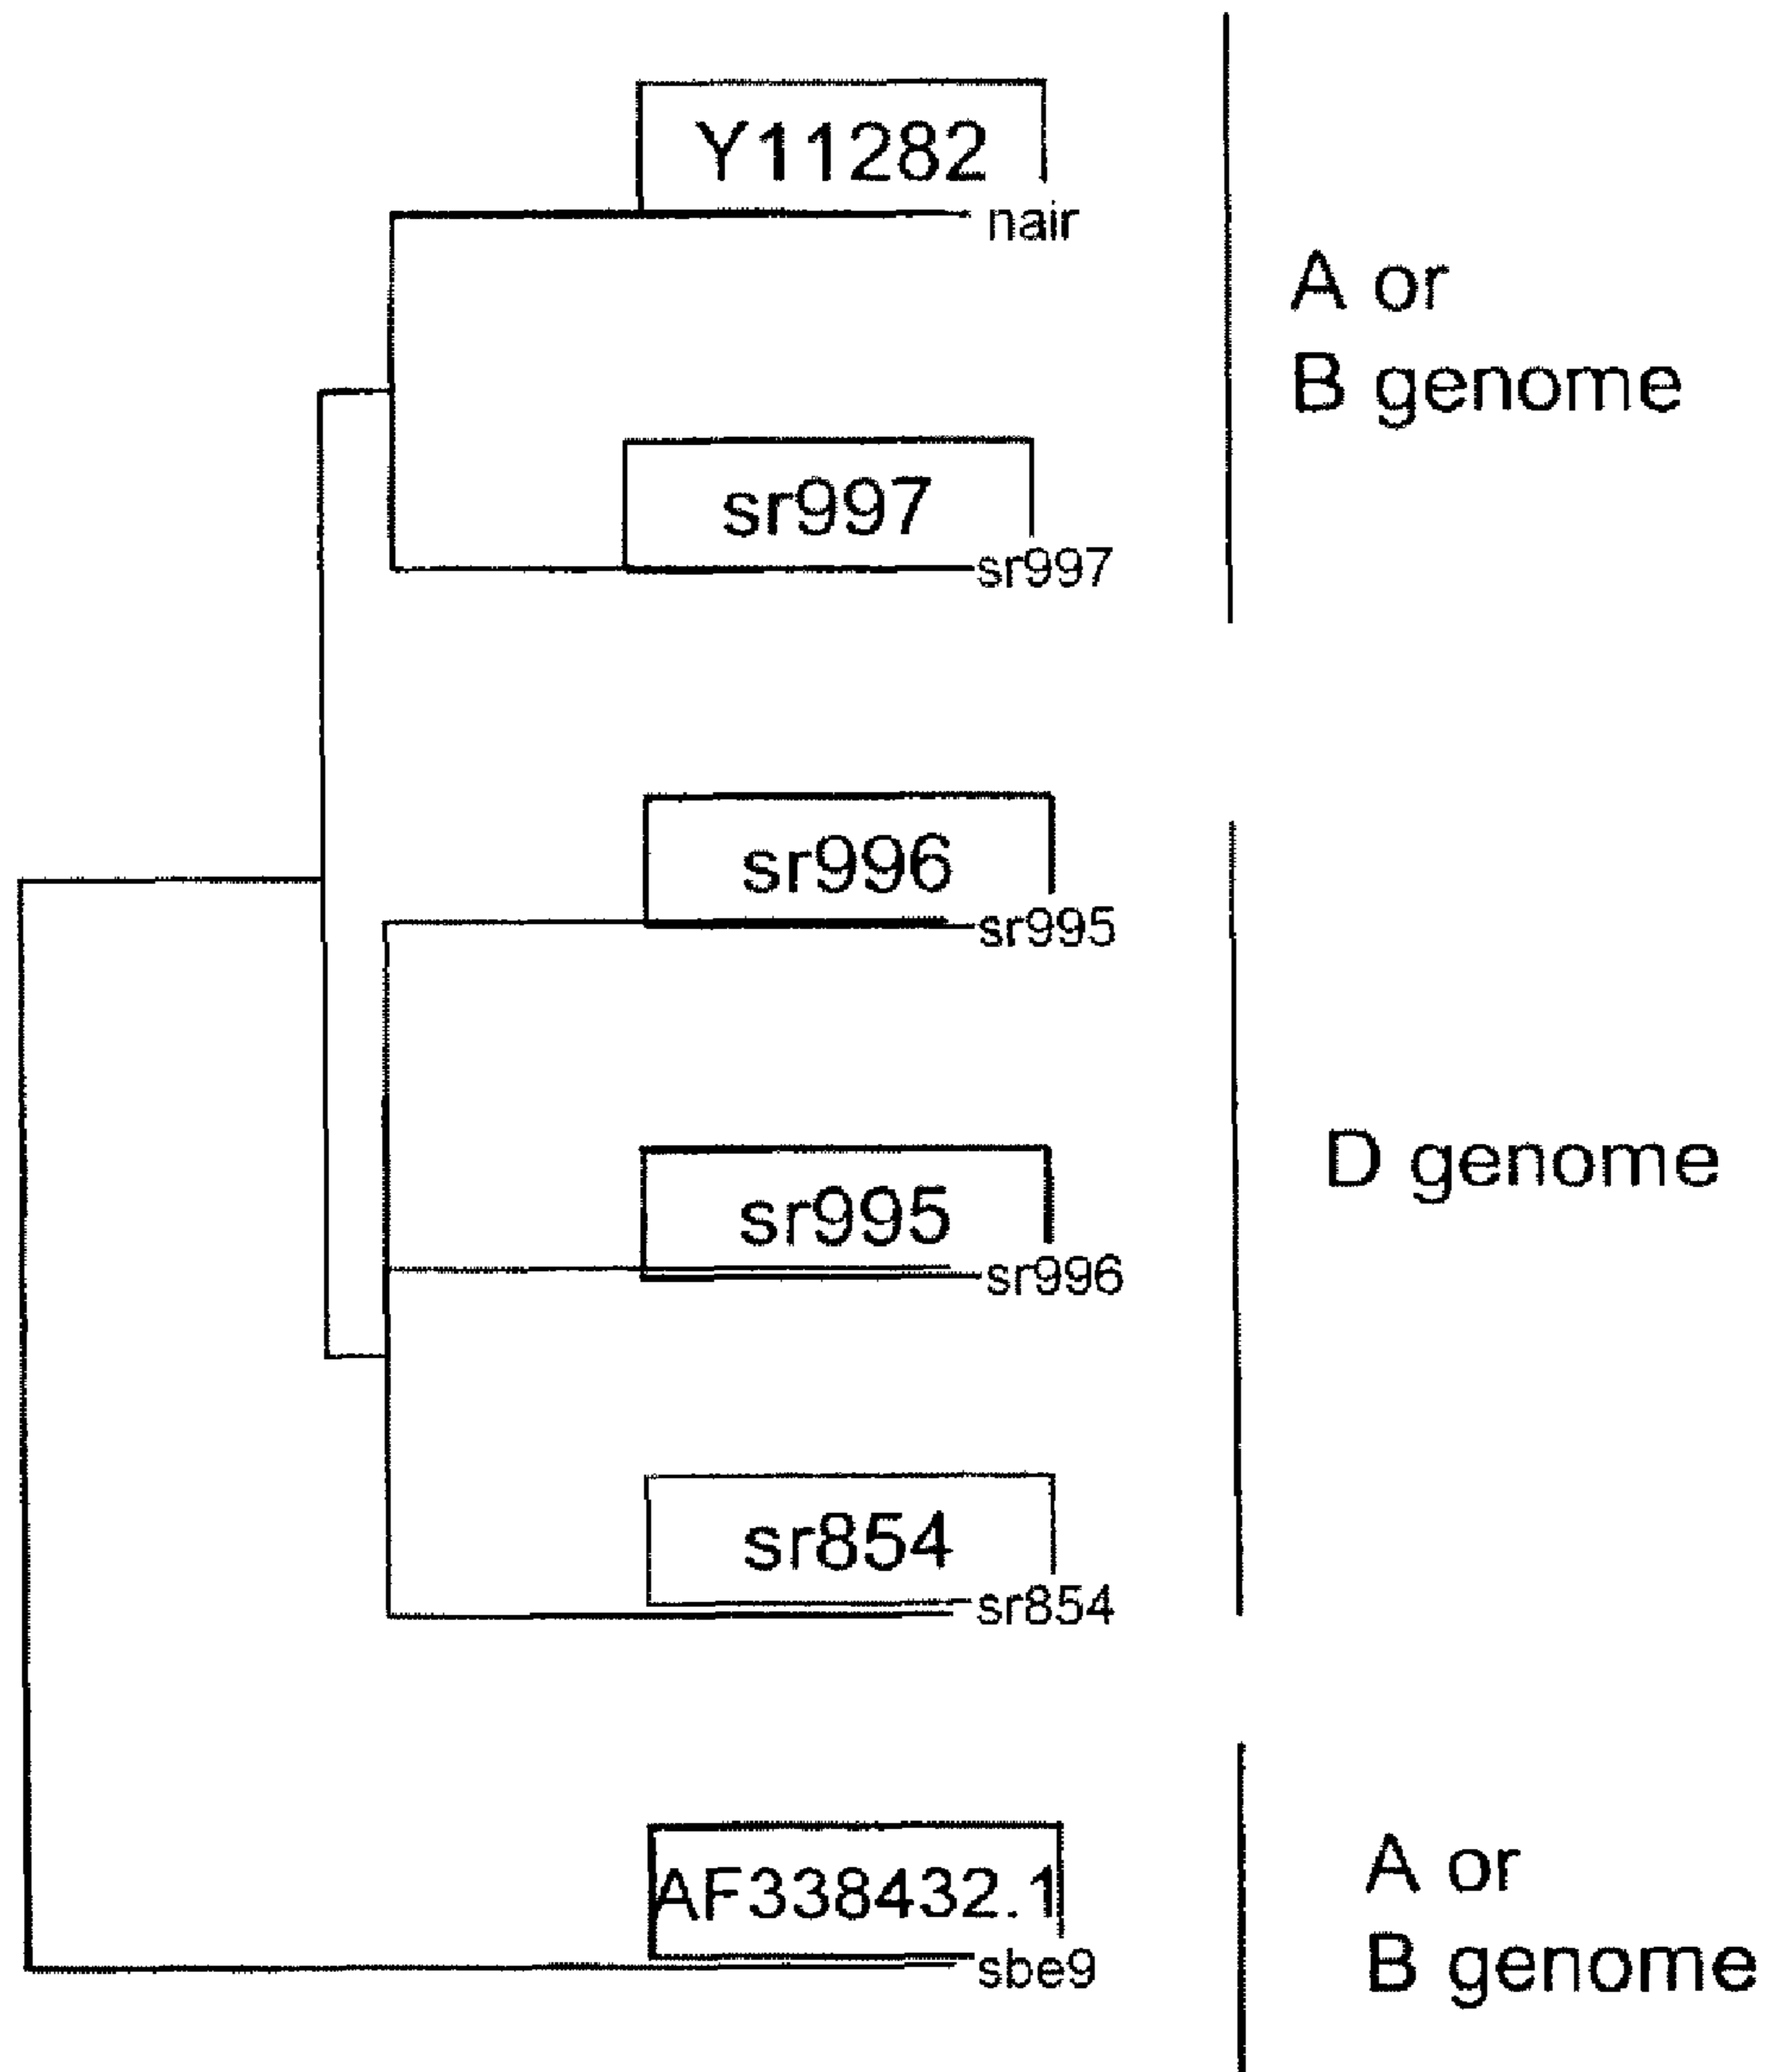 Y11282
nair
A or
B genome
sr997
sr997
sr996
sr995
D genome
sr995
sr996
sr854
sr854
AF338432.1
sbe9
A or
B genome